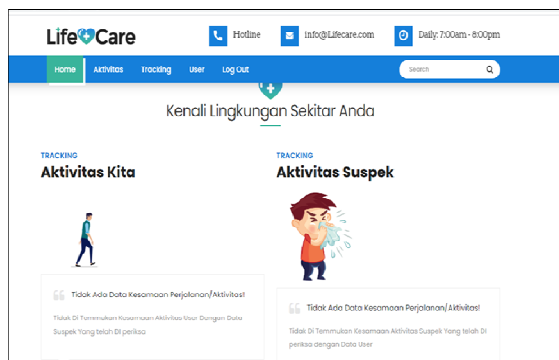 Life Care
Hotline
info@Lifecare.com
Daily: 7:00am - 8:00pm
Home
Aktivitas
Tracking
User
Log Out
Search
Kenali Lingkungan Sekitar Anda
TRACKING
Aktivitas Kita
Tidak Ada Data Kesamaan Perjalanan/Aktivitas!
Tidak Di Temmukan Kesamaan Aktivitas User Dengan Data
Suspek Yang telah Di periksa
TRACKING
Aktivitas Suspek
Tidak Ada Data Kesamaan Perjalanan/Aktivitas!
Tidak Di Temmukan Kesamaan Aktivitas Suspek Yang telah Di
periksa dengan Data User